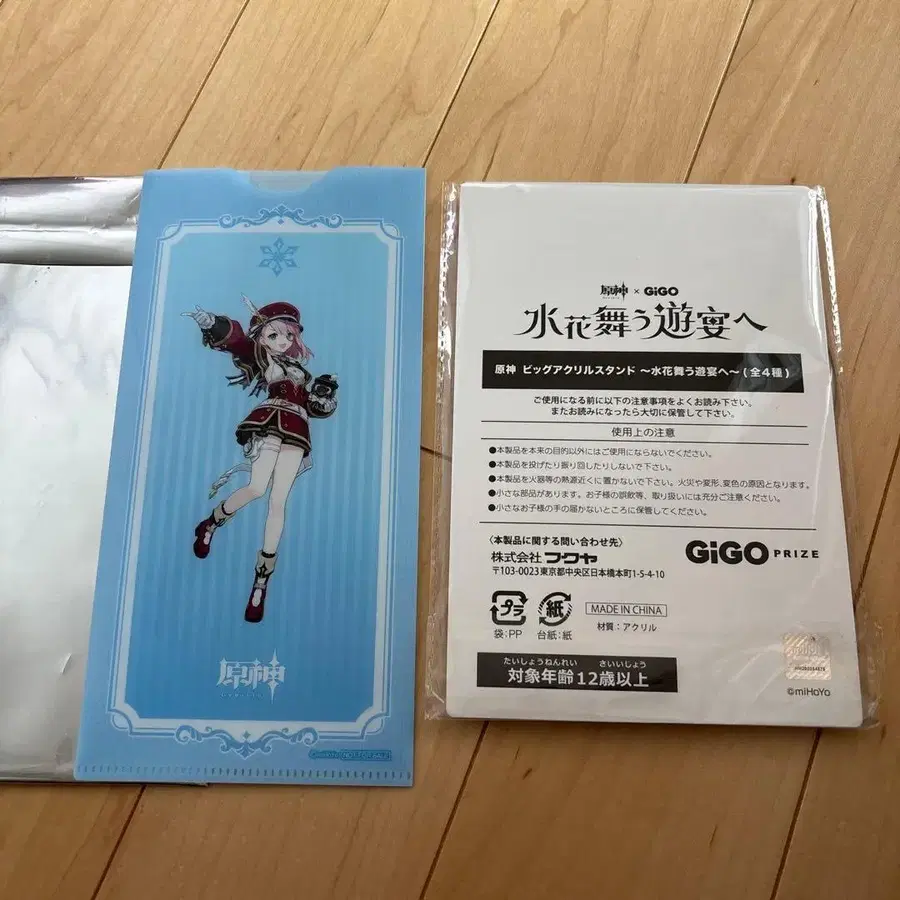 原神
原神 × GiGO
水花舞う遊宴へ
原神 ビッグアクリルスタンド ～水花舞う遊宴へ～ (全4種)
ご使用になる前に以下の注意事項をよくお読み下さい。
またお読みになったら大切に保管して下さい。
使用上の注意
●本製品を本来の目的以外にはご使用にならないでください。
●本製品を投げたり振り回したりしないで下さい。
●本製品を火器等の熱源近くに置かないで下さい。火災や変形、変色の原因となります。
●小さな部品があります。お子様の誤飲等、取り扱いには充分ご注意ください。
●小さなお子様の手の届かないところに保管してください。
〈本製品に関する問い合わせ先〉
株式会社 フクヤ
〒103-0023東京都中央区日本橋本町1-5-4-10
GiGO PRIZE
プラ
袋:PP
紙
台紙:紙
MADE IN CHINA
材質：アクリル
たいしょうねんれい さいいじょう
対象年齢12歳以上
©miHoYo